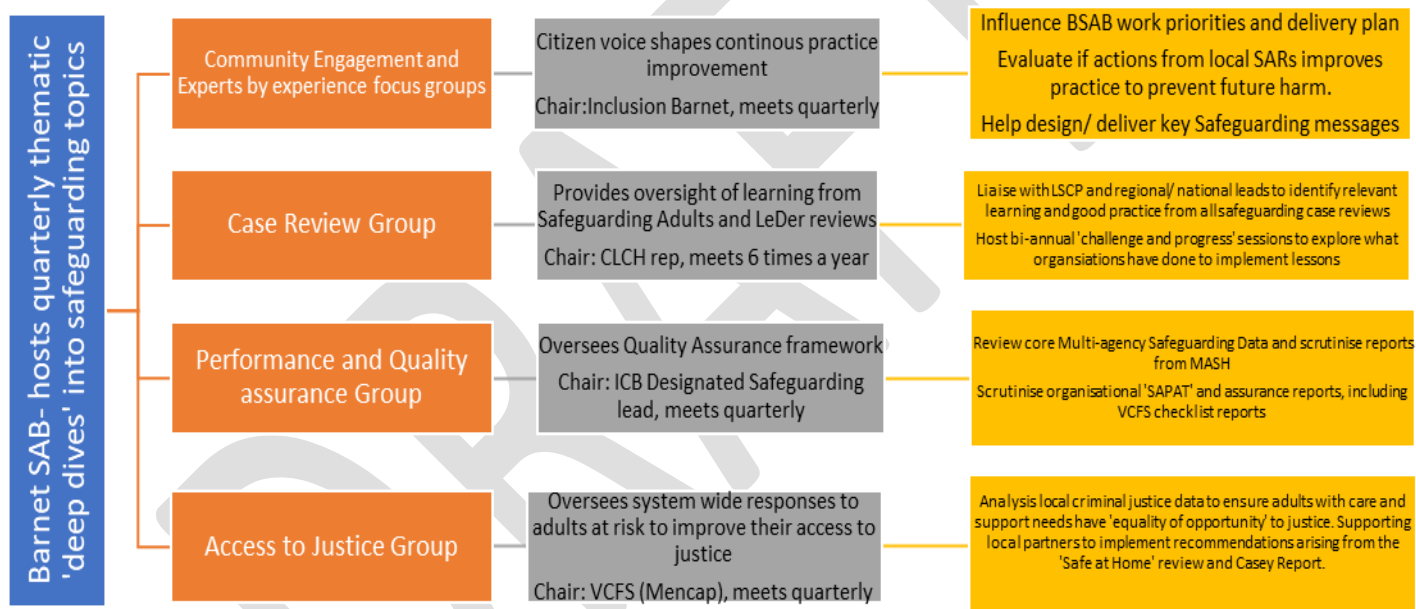 Barnet SAB- hosts quarterly thematic
'deep dives' into safeguarding topics
Community Engagement and
Experts by experience focus groups
Citizen voice shapes continous practice
improvement
Chair:Inclusion Barnet, meets quarterly
Influence BSAB work priorities and delivery plan
Evaluate if actions from local SARs improves
practice to prevent future harm.
Help design/ deliver key Safeguarding messages
Case Review Group
Provides oversight of learning from
Safeguarding Adults and LeDer reviews
Chair: CLCH rep, meets 6 times a year
Liaise with LSCP and regional/ national leads to identify relevant
learning and good practice from all safeguarding case reviews
Host bi-annual 'challenge and progress' sessions to explore what
organsiations have done to implement lessons
Performance and Quality
assurance Group
Oversees Quality Assurance framework
Chair: ICB Designated Safeguarding
lead, meets quarterly
Review core Multi-agency Safeguarding Data and scrutinise reports
from MASH
Scrutinise organisational 'SAPAT' and assurance reports, including
VCFS checklist reports
Access to Justice Group
Oversees system wide responses to
adults at risk to improve their access to
justice
Chair: VCFS (Mencap), meets quarterly
Analysis local criminal justice data to ensure adults with care and
support needs have 'equality of opportunity' to justice. Supporting
local partners to implement recommendations arising from the
'Safe at Home' review and Casey Report.